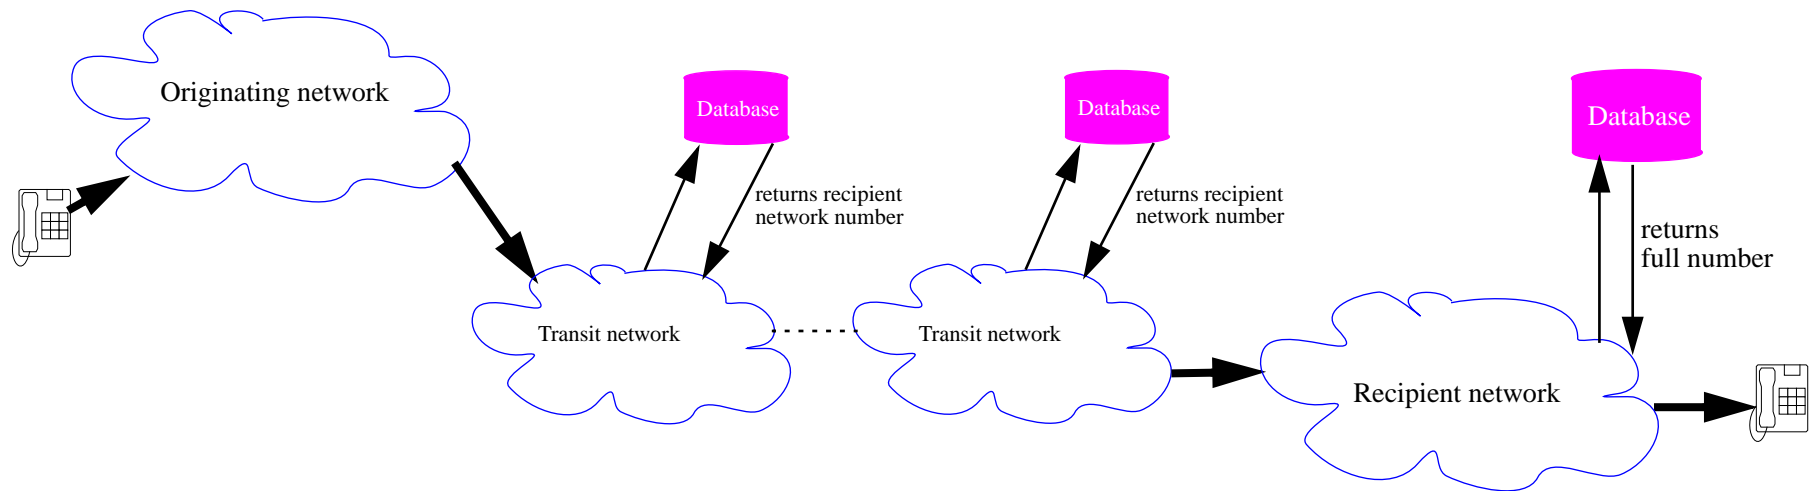 Originating network
Database
returns recipient
network number
Transit network
Database
returns recipient
network number
Transit network
Database
returns
full number
Recipient network